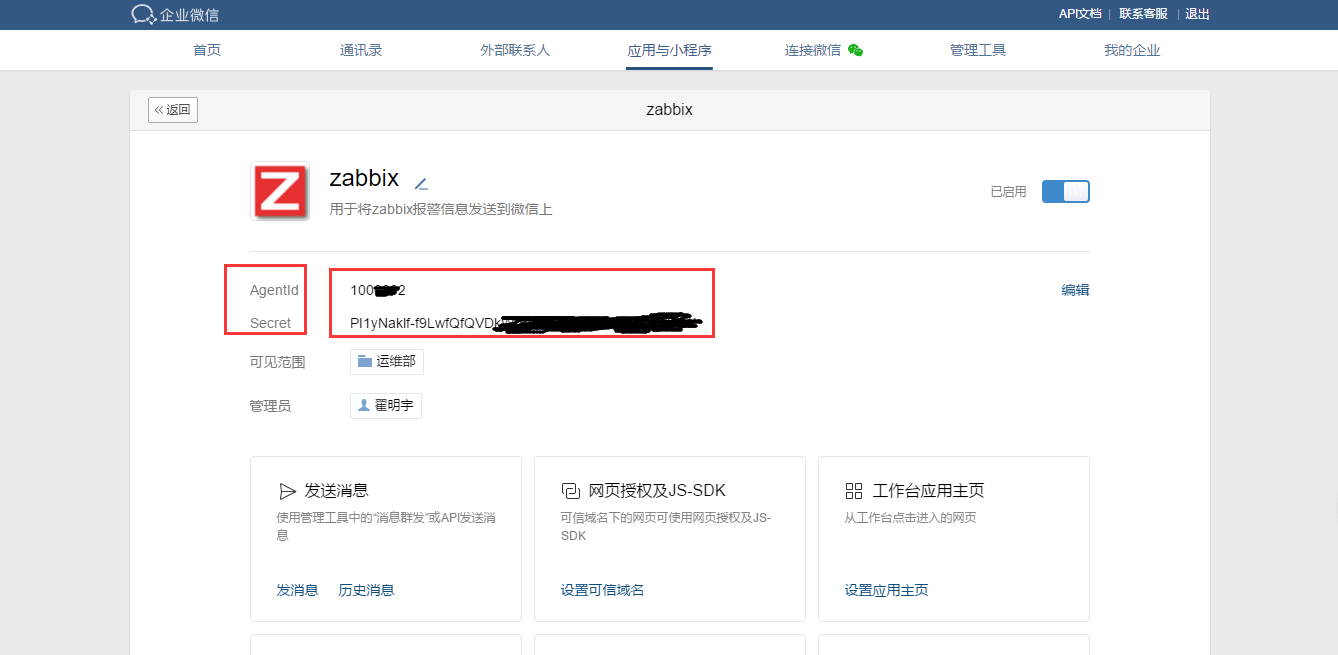 企业微信
API文档 | 联系客服 | 退出
首页 通讯录 外部联系人 应用与小程序 连接微信 管理工具 我的企业
«返回
zabbix
Z
zabbix
用于将zabbix报警信息发送到微信上
已启用
AgentId
编辑
Secret
可见范围 运维部
管理员 翟明宇
发送消息
使用管理工具中的“消息群发”或API发送消
息
发消息 历史消息
网页授权及JS-SDK
可信域名下的网页可使用网页授权及JS-
SDK
设置可信域名
工作台应用主页
从工作台点击进入的网页
设置应用主页